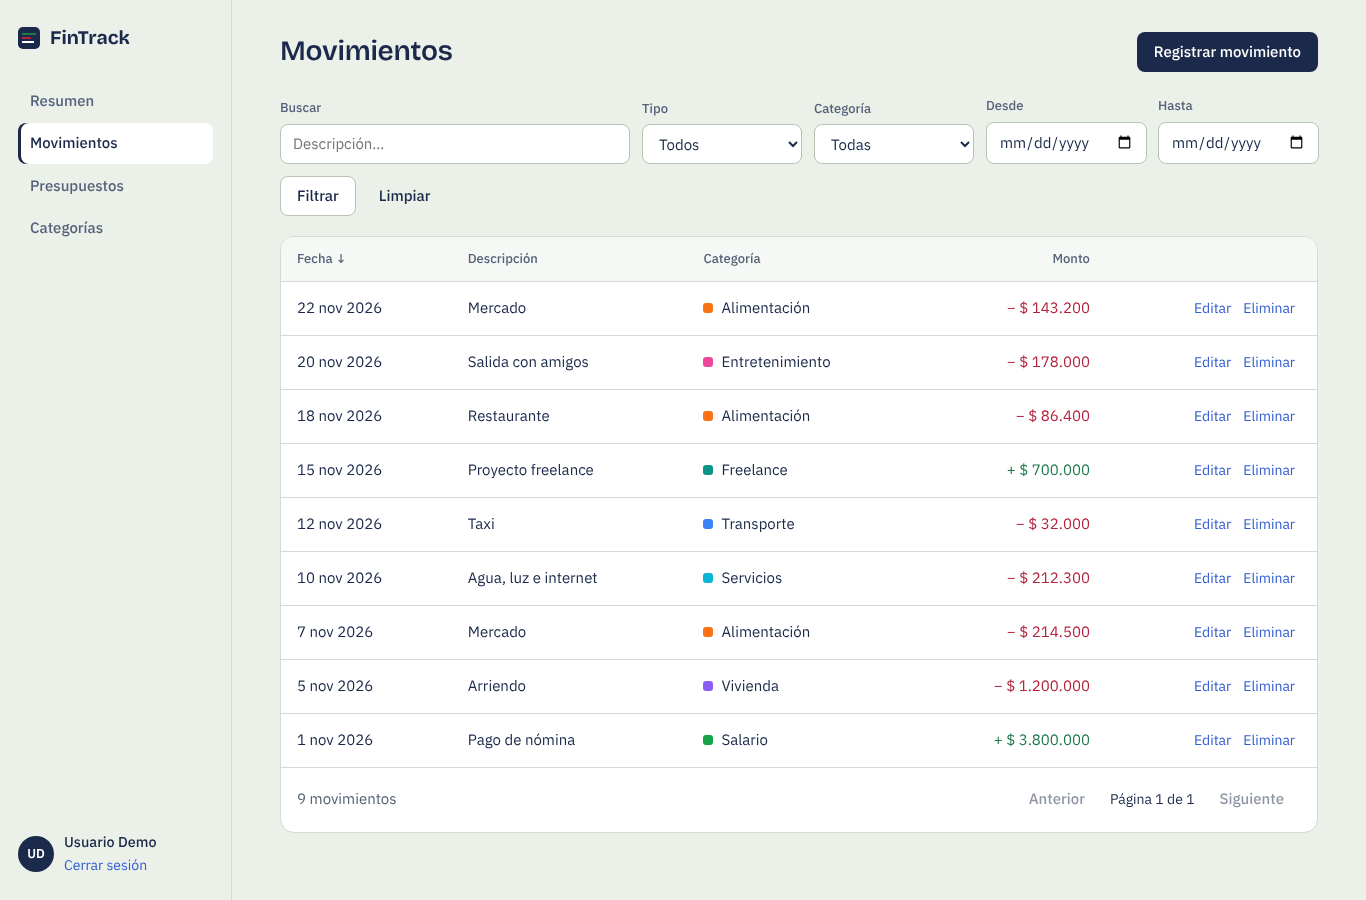 FinTrack
Resumen
Movimientos
Presupuestos
Categorías
Usuario Demo
UD
Cerrar sesión
Movimientos
Registrar movimiento
Buscar
Tipo
Categoría
Desde
Hasta
Descripción...
Todos
Todas
mm/dd/yyyy
mm/dd/yyyy
Filtrar
Limpiar
Fecha ↓ Descripción Categoría Monto
22 nov 2026 Mercado Alimentación − $ 143.200 Editar Eliminar
20 nov 2026 Salida con amigos Entretenimiento − $ 178.000 Editar Eliminar
18 nov 2026 Restaurante Alimentación − $ 86.400 Editar Eliminar
15 nov 2026 Proyecto freelance Freelance + $ 700.000 Editar Eliminar
12 nov 2026 Taxi Transporte − $ 32.000 Editar Eliminar
10 nov 2026 Agua, luz e internet Servicios − $ 212.300 Editar Eliminar
7 nov 2026 Mercado Alimentación − $ 214.500 Editar Eliminar
5 nov 2026 Arriendo Vivienda − $ 1.200.000 Editar Eliminar
1 nov 2026 Pago de nómina Salario + $ 3.800.000 Editar Eliminar
9 movimientos Anterior Página 1 de 1 Siguiente